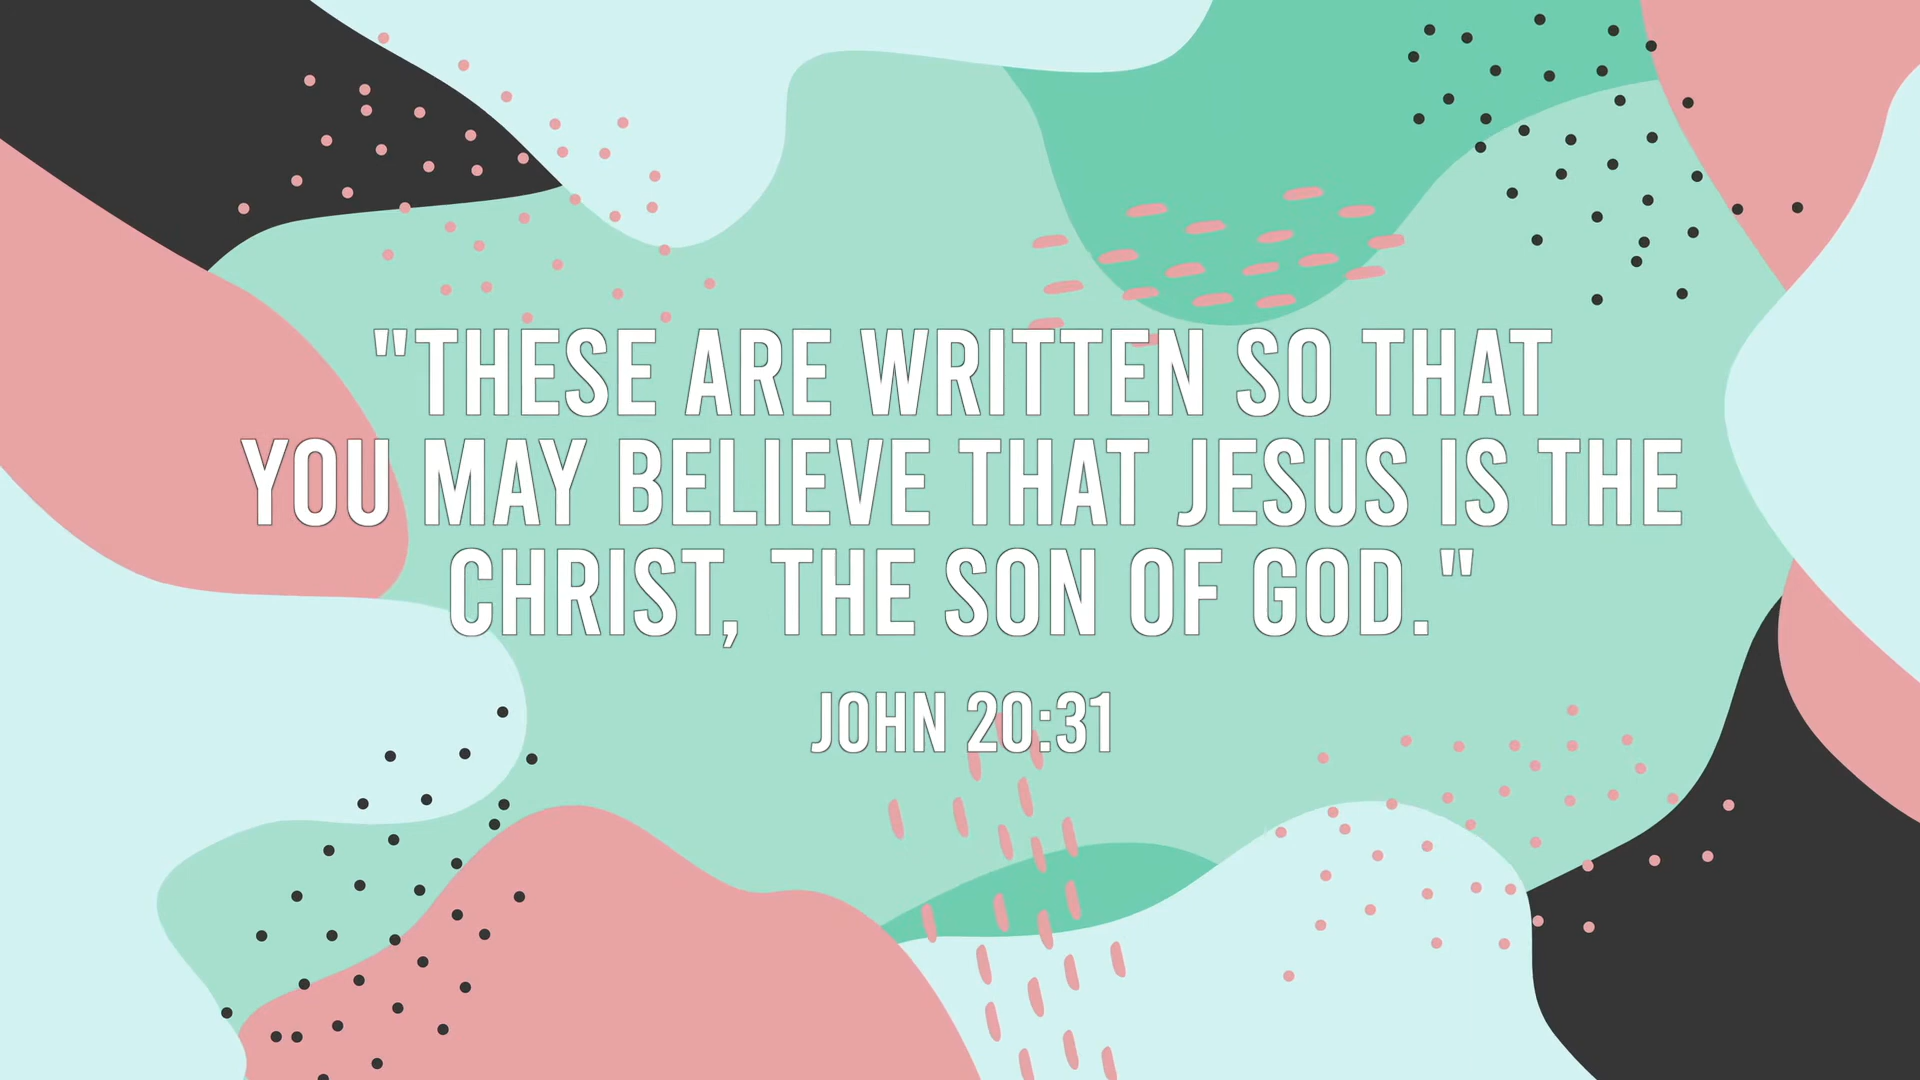 "THESE ARE WRITTEN SO THAT
YOU MAY BELIEVE THAT JESUS IS THE
CHRIST, THE SON OF GOD."
JOHN 20:31